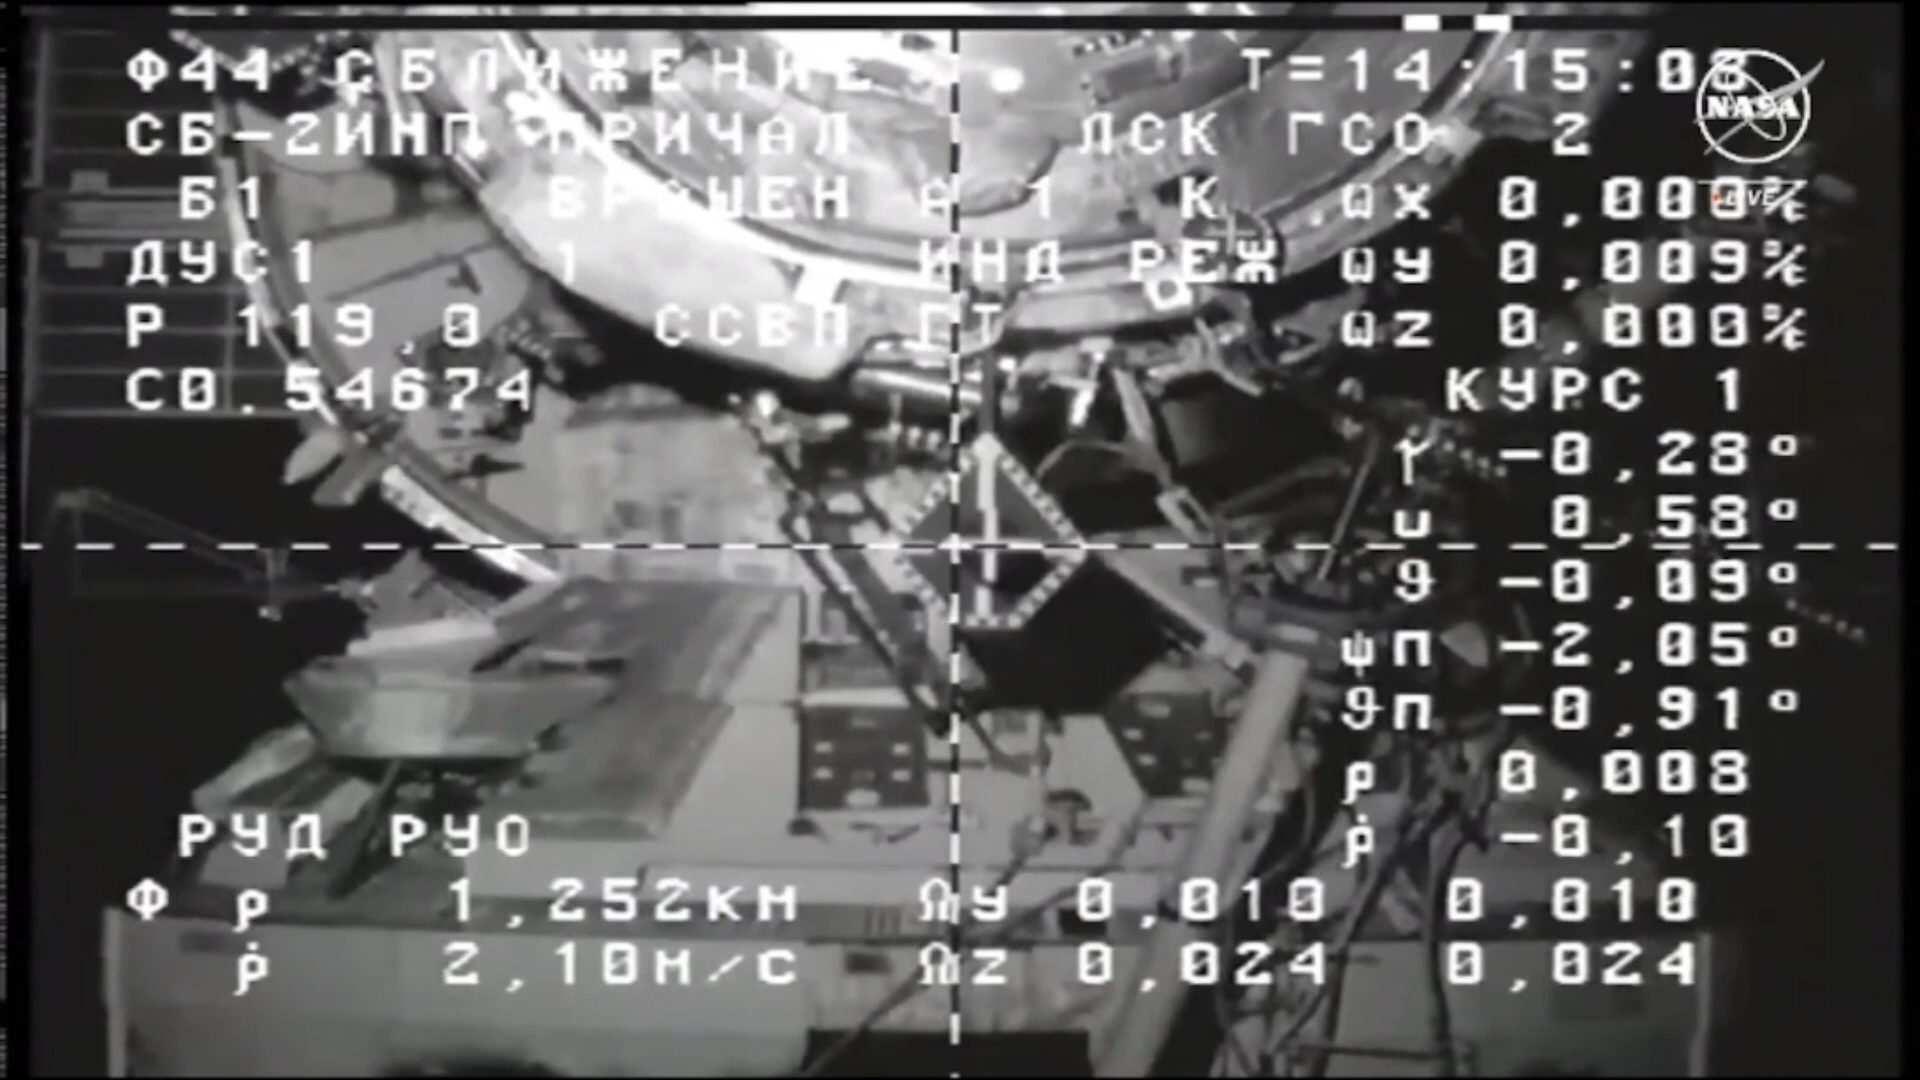 Ф44 СБЛИЖЕНИЕ T=14:15:08
СБ-2ИМП ПРИЧАЛ ЛСК ГСО 2
Б1 ВРАЩЕН А 1 К ωx 0,000°/c
ДУС1 1 ИНД РЕЖ ωy 0,009°/c
Р 119,0 ССВП ГТ ωz 0,000°/c
С0.54674 КУРС 1
γ -0,28°
0,58°
ϑ -0,09°
ψп -2,05°
ϑп -0,91°
ρ 0,008
ρ̇ -0,10
РУД РУО
Ф ρ 1,252км Ωy 0,010 0,010
ρ̇ 2,10м/с Ωz 0,024 0,024
NASA
LIVE